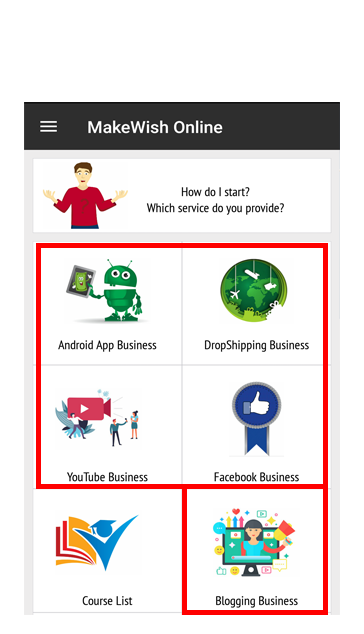 MakeWish Online
How do I start?
Which service do you provide?
Android App Business
DropShipping Business
YouTube Business
Facebook Business
Course List
Blogging Business